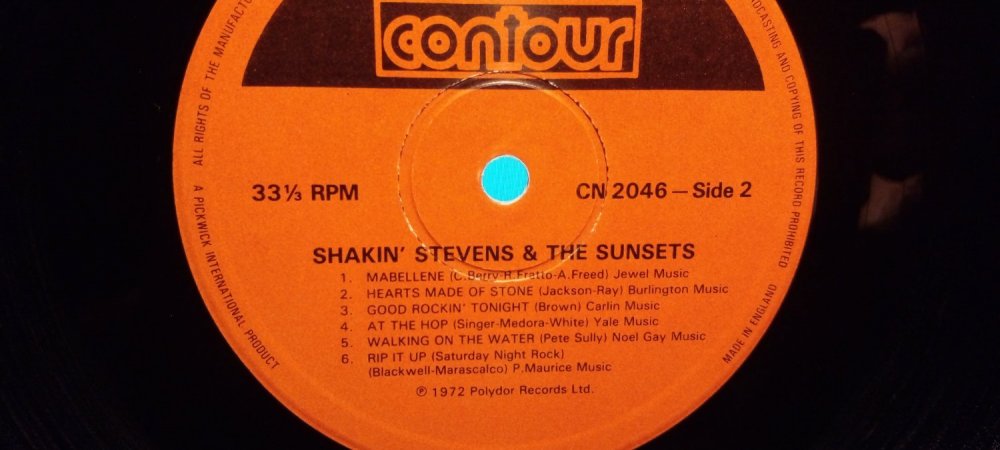 contour
ALL RIGHTS OF THE MANUFACTU
DCASTING AND COPYING OF THIS RECORD PROHIBITED
33⅓ RPM
CN 2046 — Side 2
SHAKIN' STEVENS & THE SUNSETS
1. MABELLENE (C.Berry-R.Fratto-A.Freed) Jewel Music
2. HEARTS MADE OF STONE (Jackson-Ray) Burlington Music
3. GOOD ROCKIN' TONIGHT (Brown) Carlin Music
4. AT THE HOP (Singer-Medora-White) Yale Music
5. WALKING ON THE WATER (Pete Sully) Noel Gay Music
6. RIP IT UP (Saturday Night Rock)
(Blackwell-Marascalco) P.Maurice Music
℗ 1972 Polydor Records Ltd.
A PICKWICK INTERNATIONAL PRODUCT
MADE IN ENGLAND